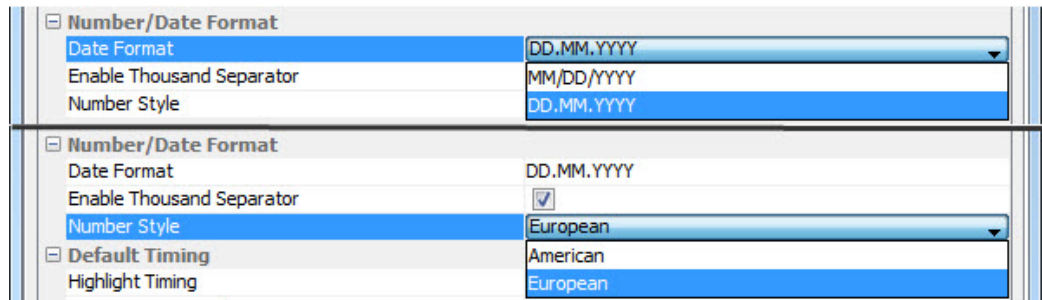 Number/Date Format
Date Format DD.MM.YYYY
Enable Thousand Separator MM/DD/YYYY
Number Style DD.MM.YYYY
Number/Date Format
Date Format DD.MM.YYYY
Enable Thousand Separator
Number Style European
Default Timing American
Highlight Timing European